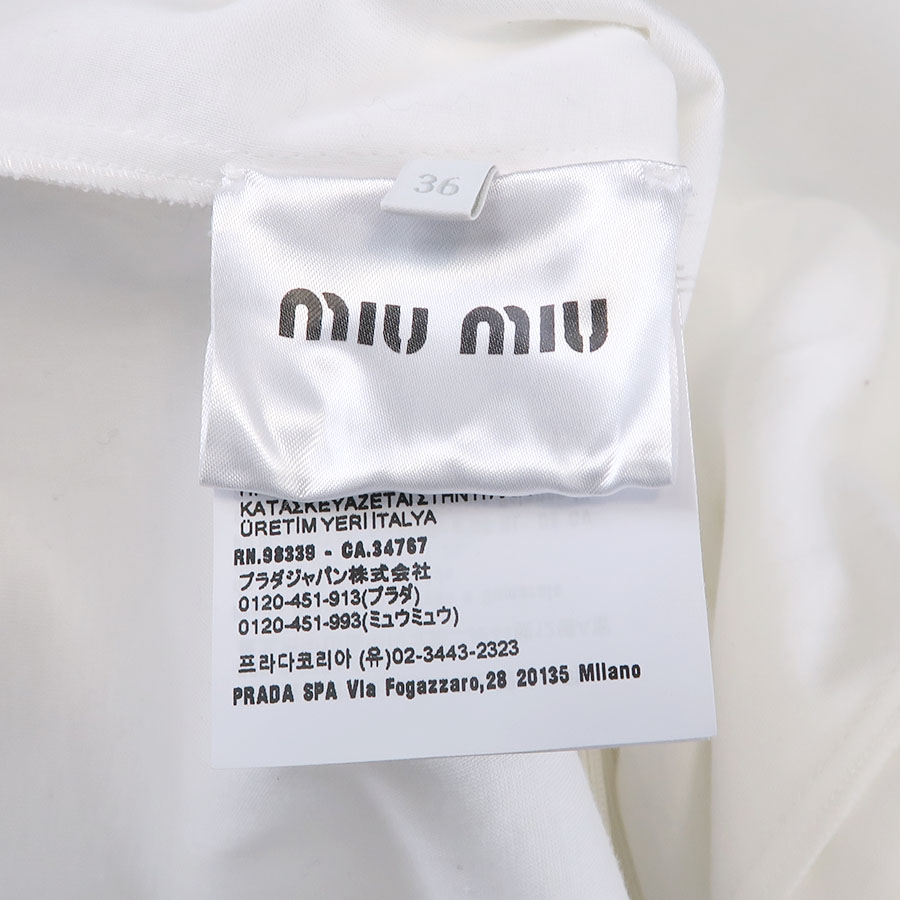 36
miu miu
ΚΑΤΑΣΚΕΥΑΖΕΤΑΙ ΣΤΗΝ
ÜRETİM YERİ İTALYA
RN.98339 - CA.34767
プラダジャパン株式会社
0120-451-913(プラダ)
0120-451-993(ミュウミュウ)
프라다코리아 (유)02-3443-2323
PRADA SPA Via Fogazzaro,28 20135 Milano